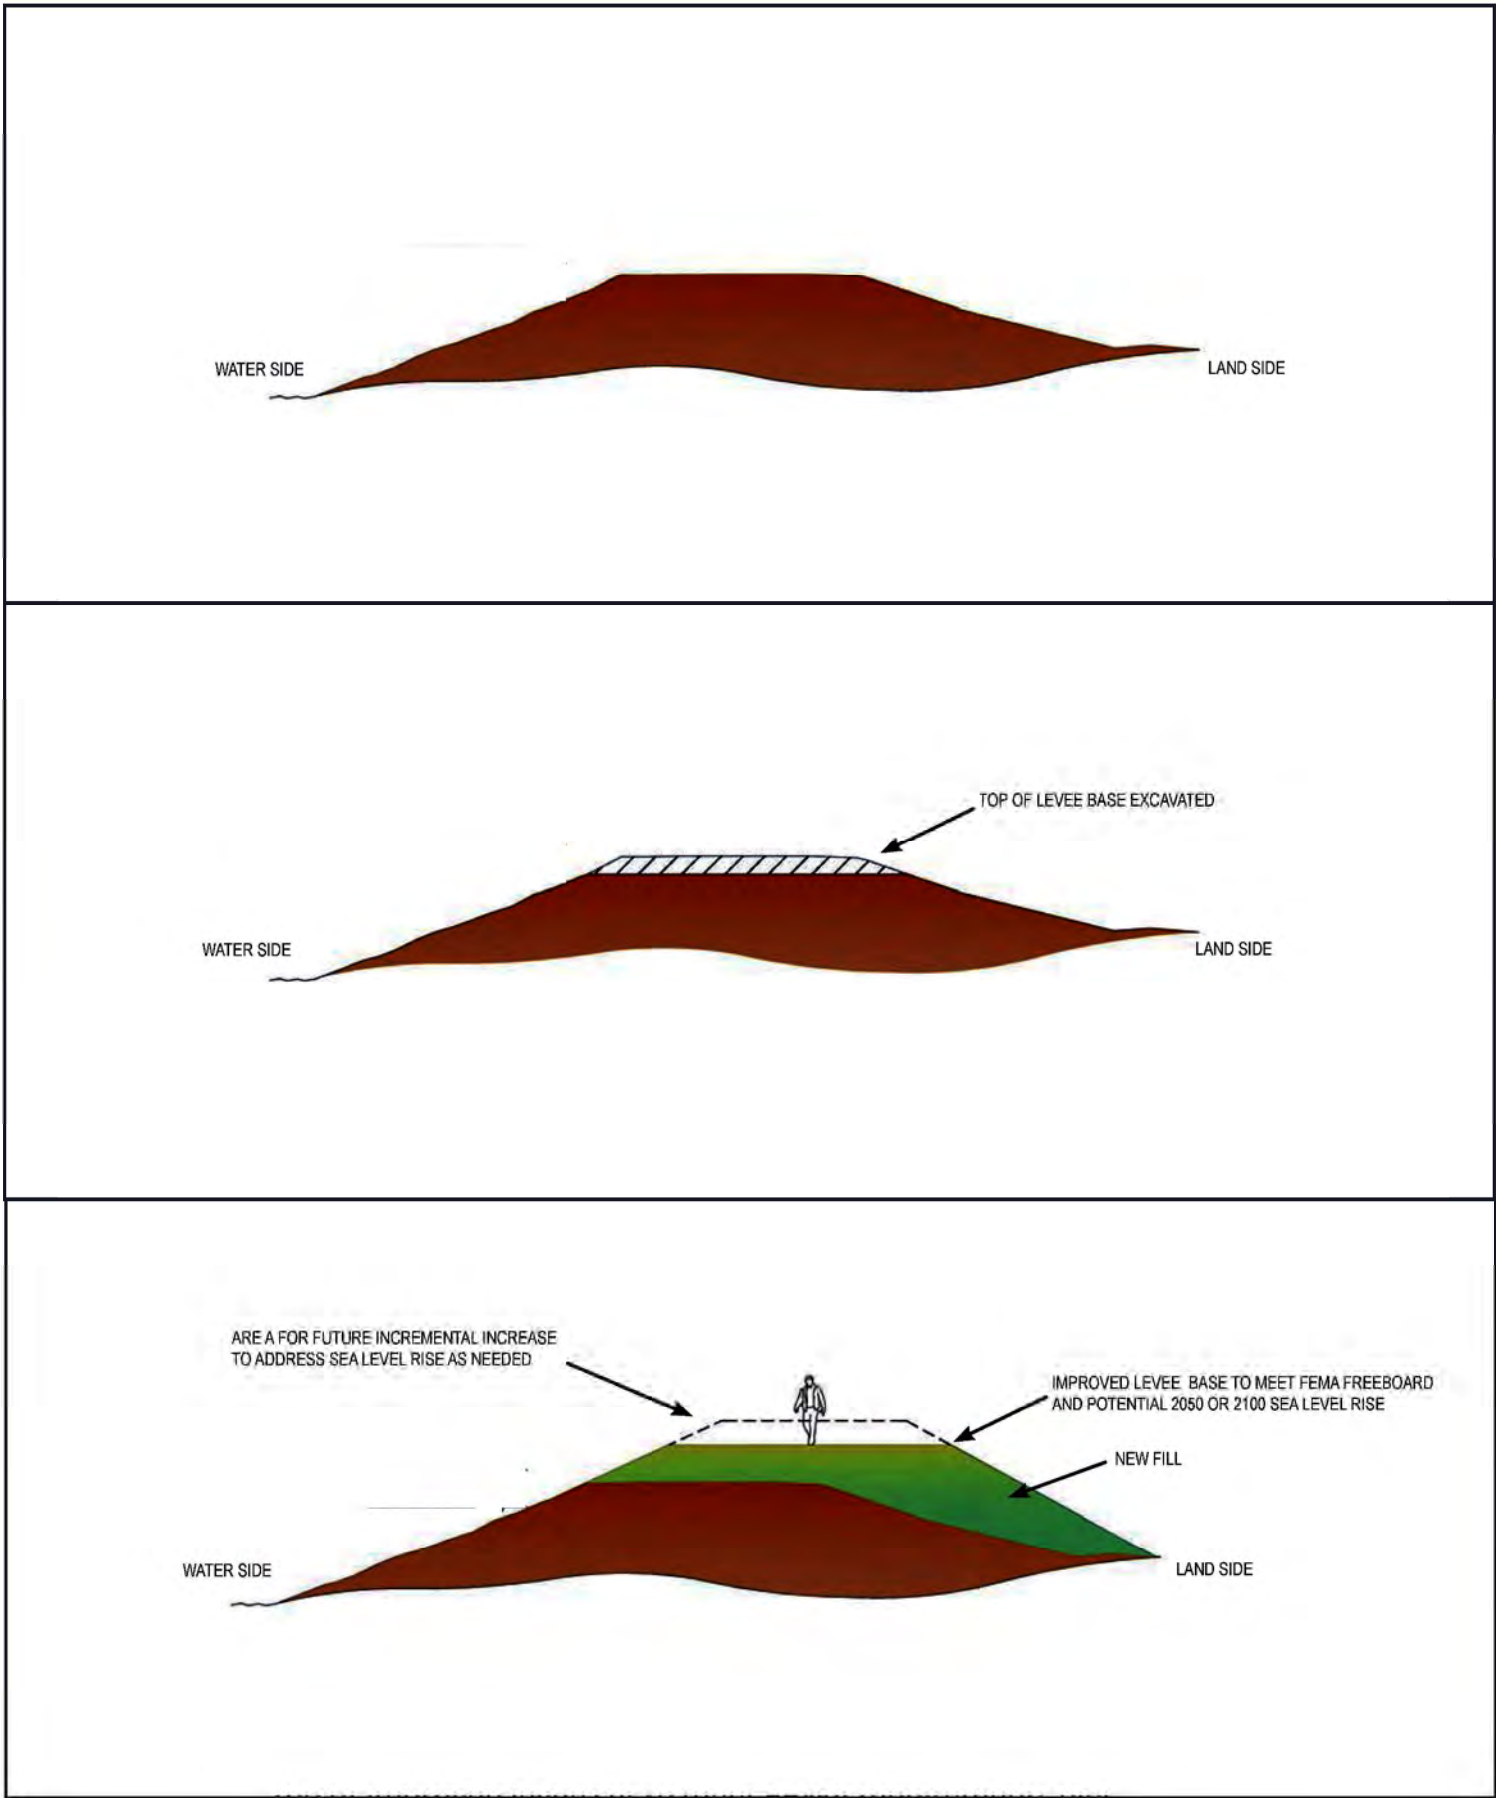 WATER SIDE
LAND SIDE
TOP OF LEVEE BASE EXCAVATED
WATER SIDE
LAND SIDE
ARE A FOR FUTURE INCREMENTAL INCREASE
TO ADDRESS SEA LEVEL RISE AS NEEDED
IMPROVED LEVEE BASE TO MEET FEMA FREEBOARD
AND POTENTIAL 2050 OR 2100 SEA LEVEL RISE
NEW FILL
WATER SIDE
LAND SIDE